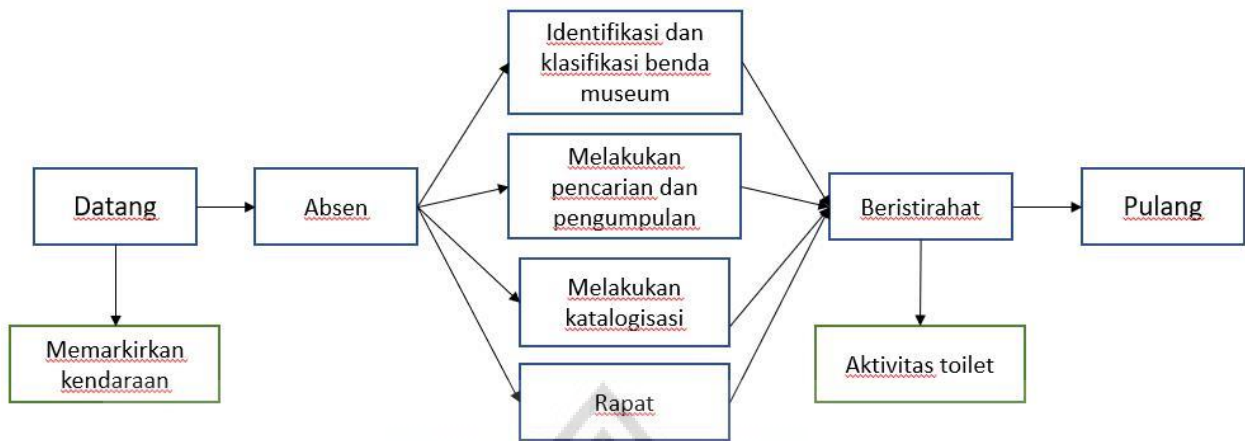 Identifikasi dan
klasifikasi benda
museum
Melakukan
pencarian dan
pengumpulan
Datang
Absen
Beristirahat
Pulang
Melakukan
katalogisasi
Memarkirkan
kendaraan
Aktivitas toilet
Rapat